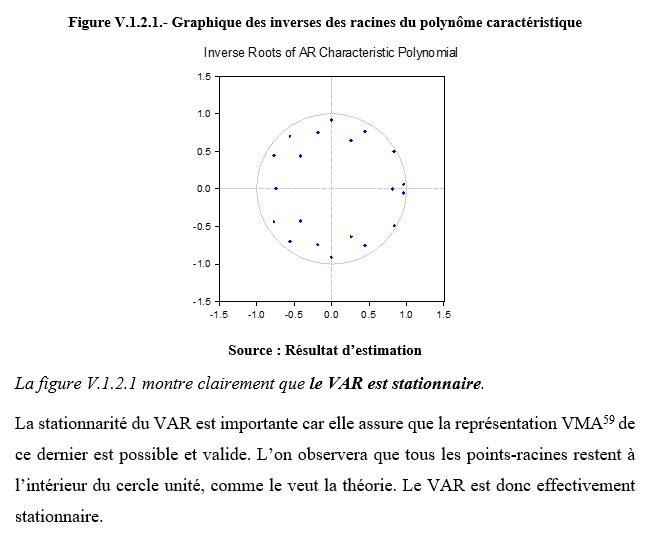 Figure V.1.2.1.- Graphique des inverses des racines du polynôme caractéristique
Inverse Roots of AR Characteristic Polynomial
1.5
1.0
0.5
0.0
-0.5
-1.0
-1.5
-1.5 -1.0 -0.5 0.0 0.5 1.0 1.5
Source : Résultat d’estimation
La figure V.1.2.1 montre clairement que le VAR est stationnaire.
La stationnarité du VAR est importante car elle assure que la représentation VMA⁵⁹ de
ce dernier est possible et valide. L’on observera que tous les points-racines restent à
l’intérieur du cercle unité, comme le veut la théorie. Le VAR est donc effectivement
stationnaire.